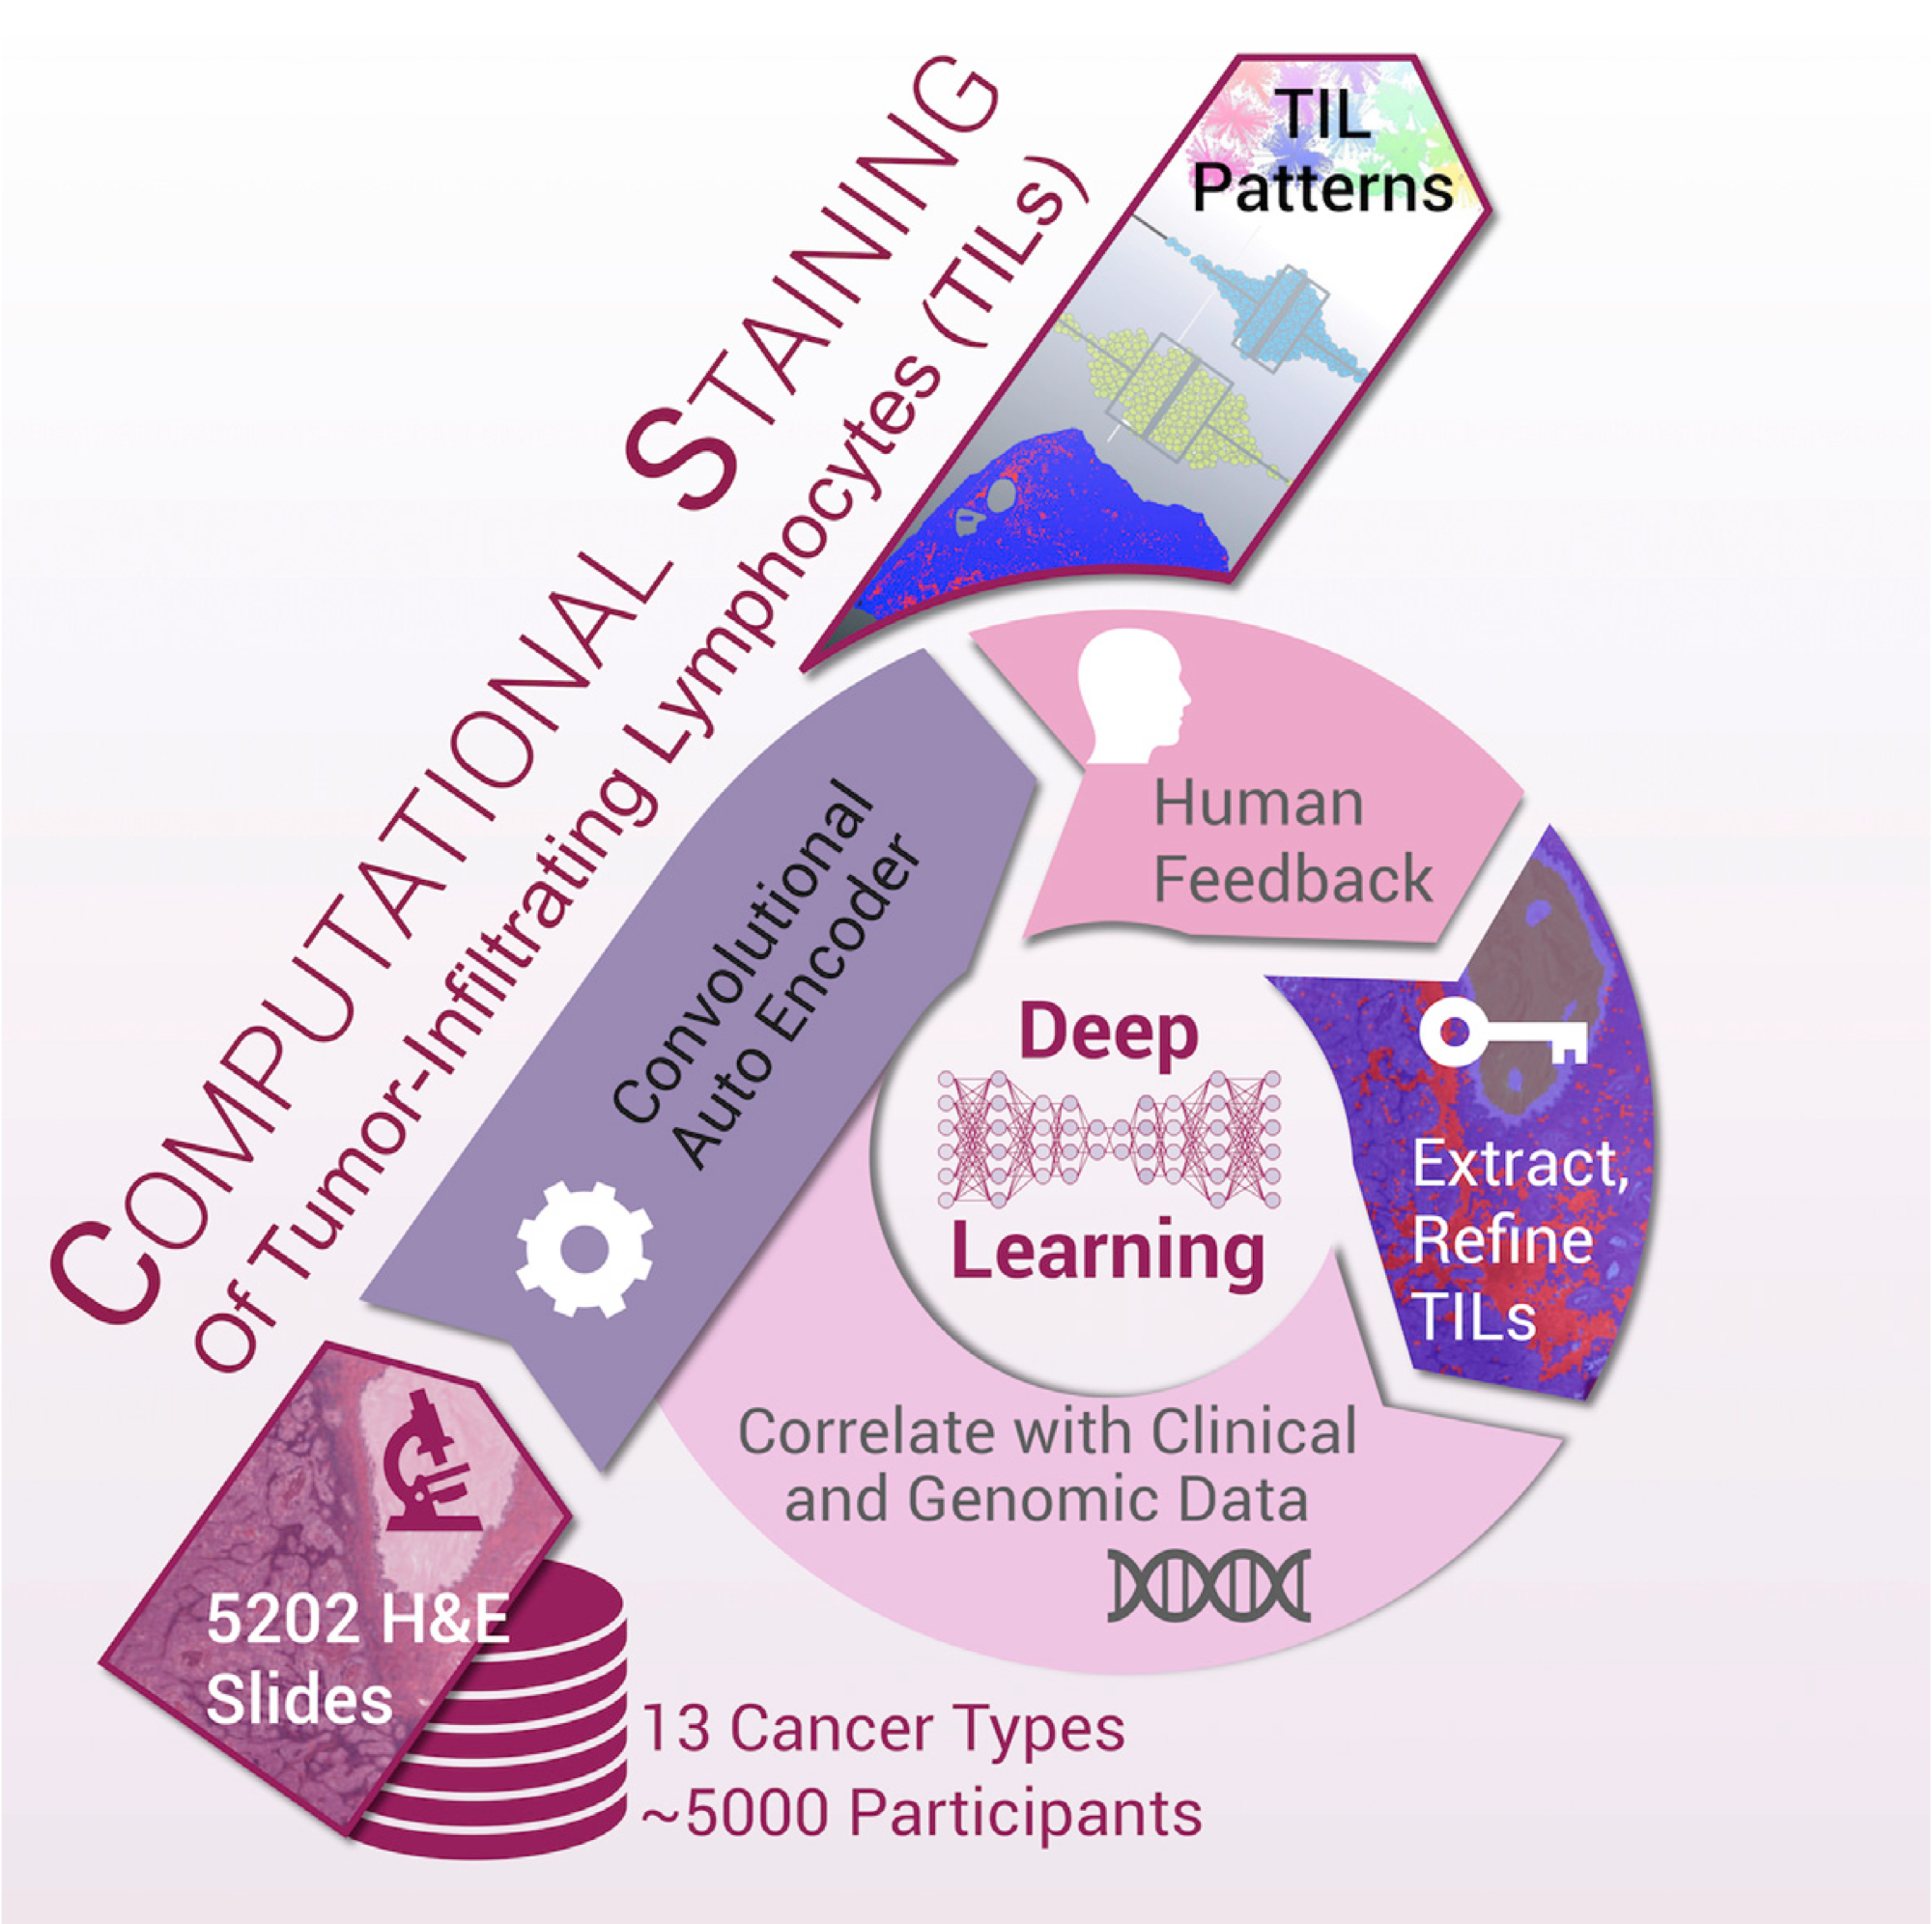 COMPUTATIONAL STAINING
Of Tumor-Infiltrating Lymphocytes (TILs)
TIL
Patterns
Human
Feedback
Convolutional
Auto Encoder
Deep
Learning
Extract,
Refine
TILs
Correlate with Clinical
and Genomic Data
5202 H&E
Slides
13 Cancer Types
~5000 Participants